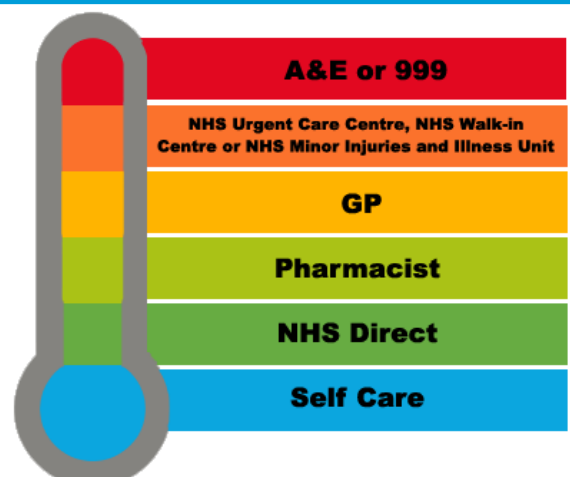 A&E or 999
NHS Urgent Care Centre, NHS Walk-in
Centre or NHS Minor Injuries and Illness Unit
GP
Pharmacist
NHS Direct
Self Care